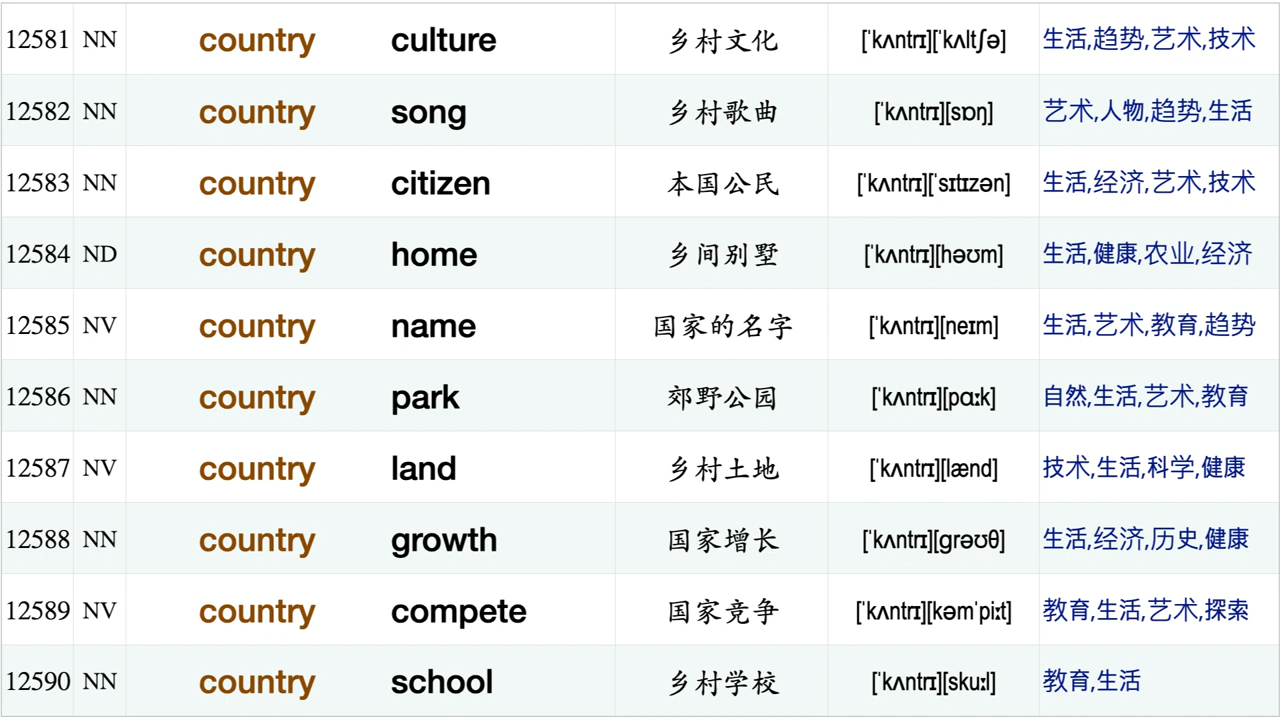 12581 NN country culture 乡村文化 [ˈkʌntrɪ][ˈkʌltʃə] 生活,趋势,艺术,技术
12582 NN country song 乡村歌曲 [ˈkʌntrɪ][sɒŋ] 艺术,人物,趋势,生活
12583 NN country citizen 本国公民 [ˈkʌntrɪ][ˈsɪtɪzən] 生活,经济,艺术,技术
12584 ND country home 乡间别墅 [ˈkʌntrɪ][həʊm] 生活,健康,农业,经济
12585 NV country name 国家的名字 [ˈkʌntrɪ][neɪm] 生活,艺术,教育,趋势
12586 NN country park 郊野公园 [ˈkʌntrɪ][pɑːk] 自然,生活,艺术,教育
12587 NV country land 乡村土地 [ˈkʌntrɪ][lænd] 技术,生活,科学,健康
12588 NN country growth 国家增长 [ˈkʌntrɪ][ɡrəʊθ] 生活,经济,历史,健康
12589 NV country compete 国家竞争 [ˈkʌntrɪ][kəmˈpiːt] 教育,生活,艺术,探索
12590 NN country school 乡村学校 [ˈkʌntrɪ][skuːl] 教育,生活